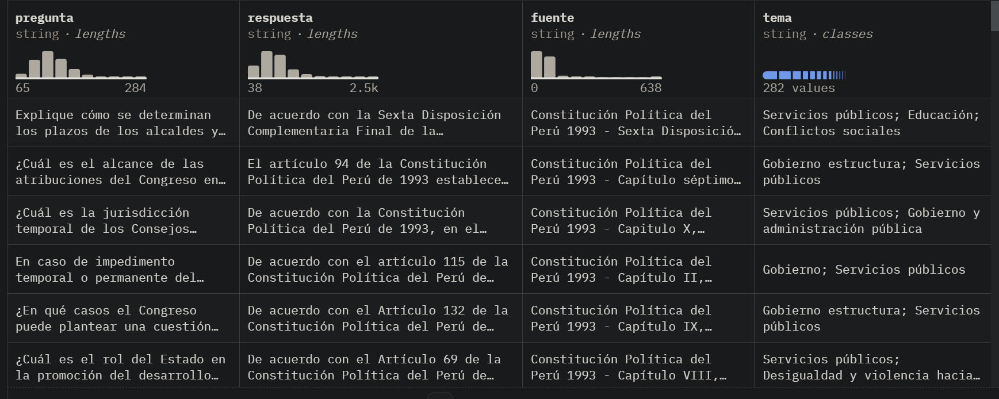 pregunta
string · lengths
65 284
respuesta
string · lengths
38 2.5k
fuente
string · lengths
0 638
tema
string · classes
282 values
Explique cómo se determinan
los plazos de los alcaldes y…
De acuerdo con la Sexta Disposición
Complementaria Final de la…
Constitución Política del
Perú 1993 - Sexta Disposició…
Servicios públicos; Educación;
Conflictos sociales
¿Cuál es el alcance de las
atribuciones del Congreso en…
El artículo 94 de la Constitución
Política del Perú de 1993 establece…
Constitución Política del
Perú 1993 - Capítulo séptimo…
Gobierno estructura; Servicios
públicos
¿Cuál es la jurisdicción
temporal de los Consejos…
De acuerdo con la Constitución
Política del Perú de 1993, en el…
Constitución Política del
Perú 1993 - Capitulo X,…
Servicios públicos; Gobierno y
administración pública
En caso de impedimento
temporal o permanente del…
De acuerdo con el artículo 115 de la
Constitución Política del Perú de…
Constitución Política del
Perú 1993 - Capítulo II,…
Gobierno; Servicios públicos
¿En qué casos el Congreso
puede plantear una cuestión…
De acuerdo con el Artículo 132 de la
Constitución Política del Perú de…
Constitución Política del
Perú 1993 - Capítulo IX,…
Gobierno estructura; Servicios
públicos
¿Cuál es el rol del Estado en
la promoción del desarrollo…
De acuerdo con el Artículo 69 de la
Constitución Política del Perú de…
Constitución Política del
Perú 1993 - Capítulo VIII,…
Servicios públicos;
Desigualdad y violencia hacia…